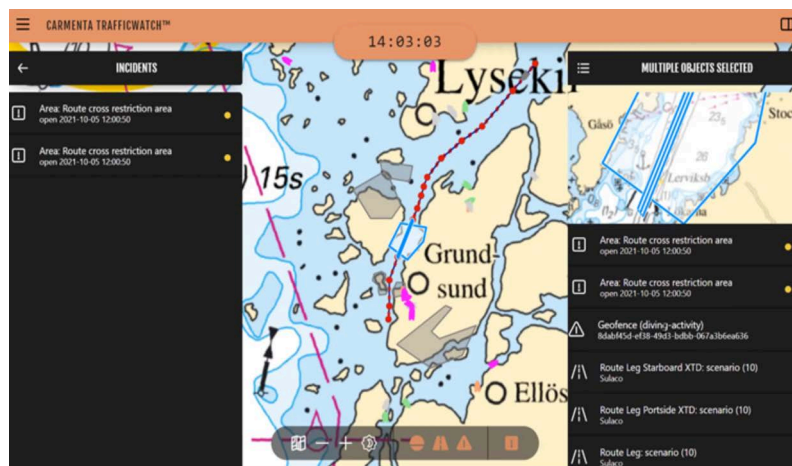 CARMENTA TRAFFICWATCH™
14:03:03
INCIDENTS
Area: Route cross restriction area
open 2021-10-05 12:00:50
Area: Route cross restriction area
open 2021-10-05 12:00:50
Lysekil
15s
Grund-
sund
Ellös
MULTIPLE OBJECTS SELECTED
Gåsö
Stoc
23₅
26
Lerviksb
(12)
Area: Route cross restriction area
open 2021-10-05 12:00:50
Area: Route cross restriction area
open 2021-10-05 12:00:50
Geofence (diving-activity)
8dabf45d-ef38-49d3-bdbb-067a3b6ea636
Route Leg Starboard XTD: scenario (10)
Sulaco
Route Leg Portside XTD: scenario (10)
Sulaco
Route Leg: scenario (10)
Sulaco